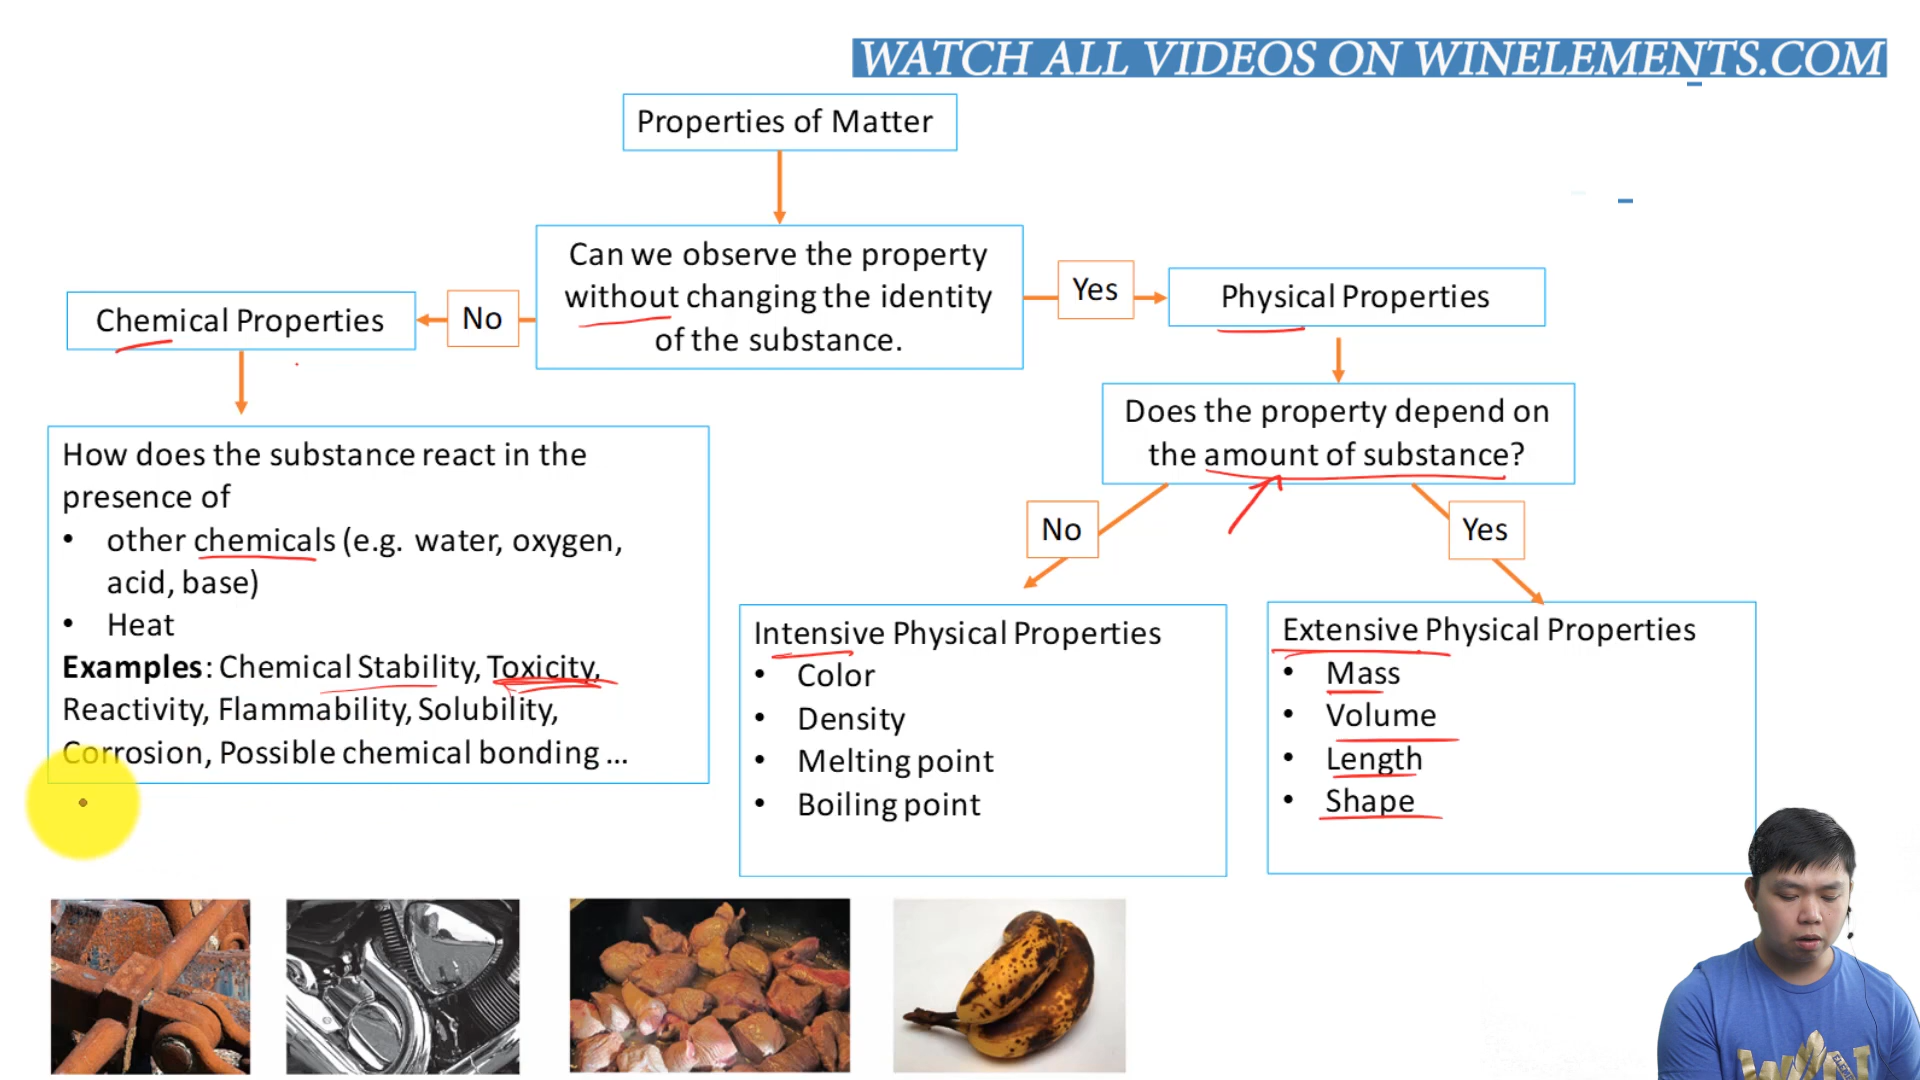 WATCH ALL VIDEOS ON WINELEMENTS.COM
Properties of Matter
Can we observe the property
without changing the identity
of the substance.
No
Yes
Chemical Properties
Physical Properties
Does the property depend on
the amount of substance?
No
Yes
How does the substance react in the
presence of
• other chemicals (e.g. water, oxygen,
acid, base)
• Heat
Examples: Chemical Stability, Toxicity,
Reactivity, Flammability, Solubility,
Corrosion, Possible chemical bonding ...
Intensive Physical Properties
• Color
• Density
• Melting point
• Boiling point
Extensive Physical Properties
• Mass
• Volume
• Length
• Shape